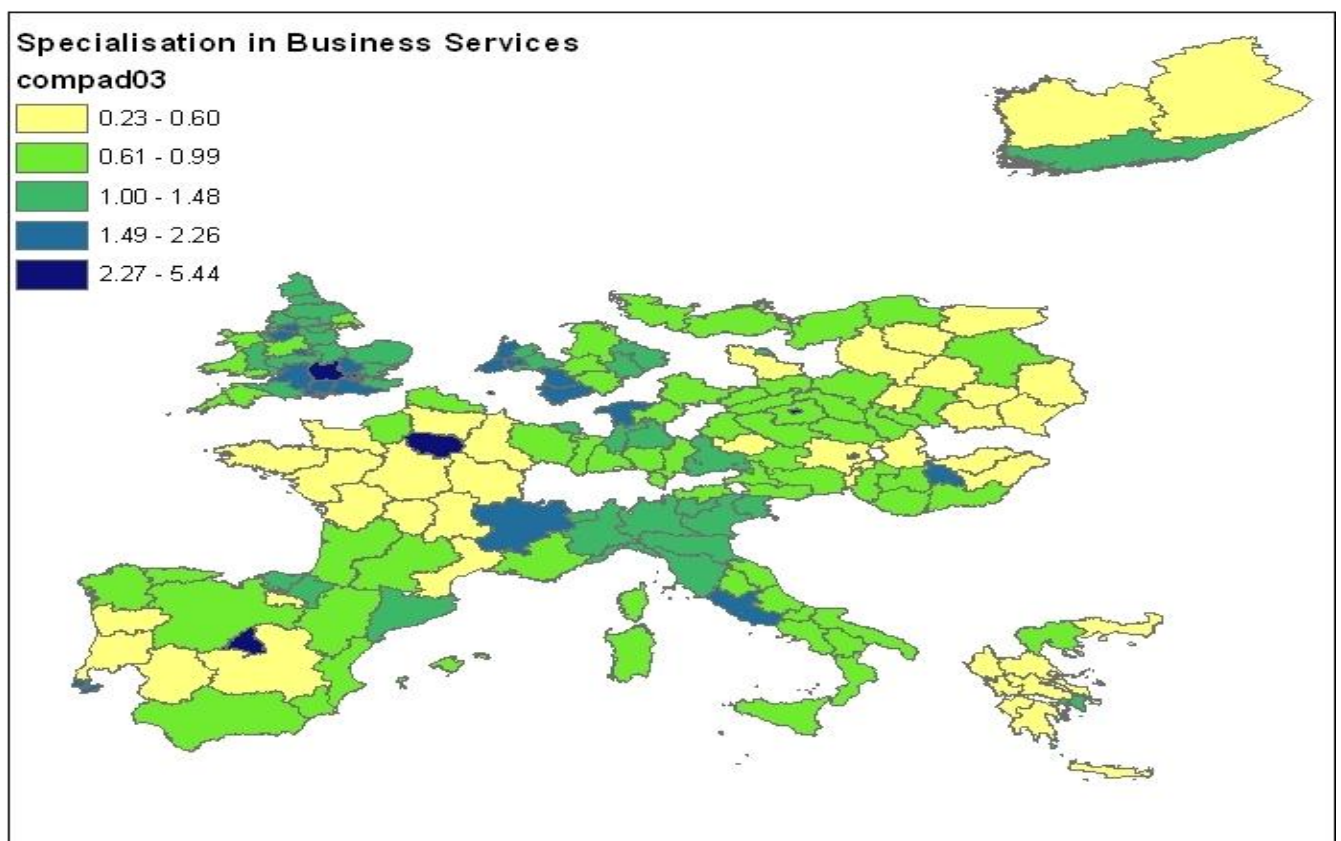 Specialisation in Business Services
compad03
0.23 - 0.60
0.61 - 0.99
1.00 - 1.48
1.49 - 2.26
2.27 - 5.44